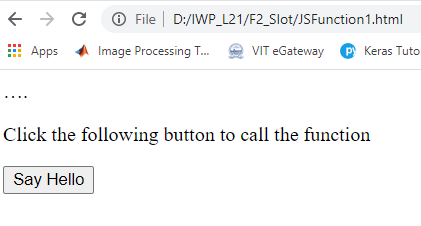 File | D:/IWP_L21/F2_Slot/JSFunction1.html
Apps Image Processing T... VIT eGateway Keras Tuto
....
Click the following button to call the function
Say Hello